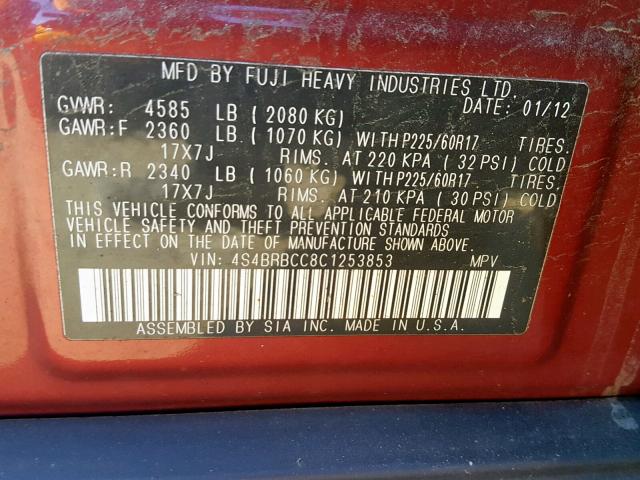 MFD BY FUJI HEAVY INDUSTRIES LTD.
GVWR: 4585 LB ( 2080 KG) DATE: 01/12
GAWR:F 2360 LB ( 1070 KG) WITH P225/60R17 TIRES.
17X7J RIMS. AT 220 KPA ( 32 PSI) COLD
GAWR:R 2340 LB ( 1060 KG) WITH P225/60R17 TIRES.
17X7J RIMS. AT 210 KPA ( 30 PSI) COLD
THIS VEHICLE CONFORMS TO ALL APPLICABLE FEDERAL MOTOR
VEHICLE SAFETY AND THEFT PREVENTION STANDARDS
IN EFFECT ON THE DATE OF MANUFACTURE SHOWN ABOVE.
VIN: 4S4BRBCC8C1253853 MPV
ASSEMBLED BY SIA INC. MADE IN U.S.A.